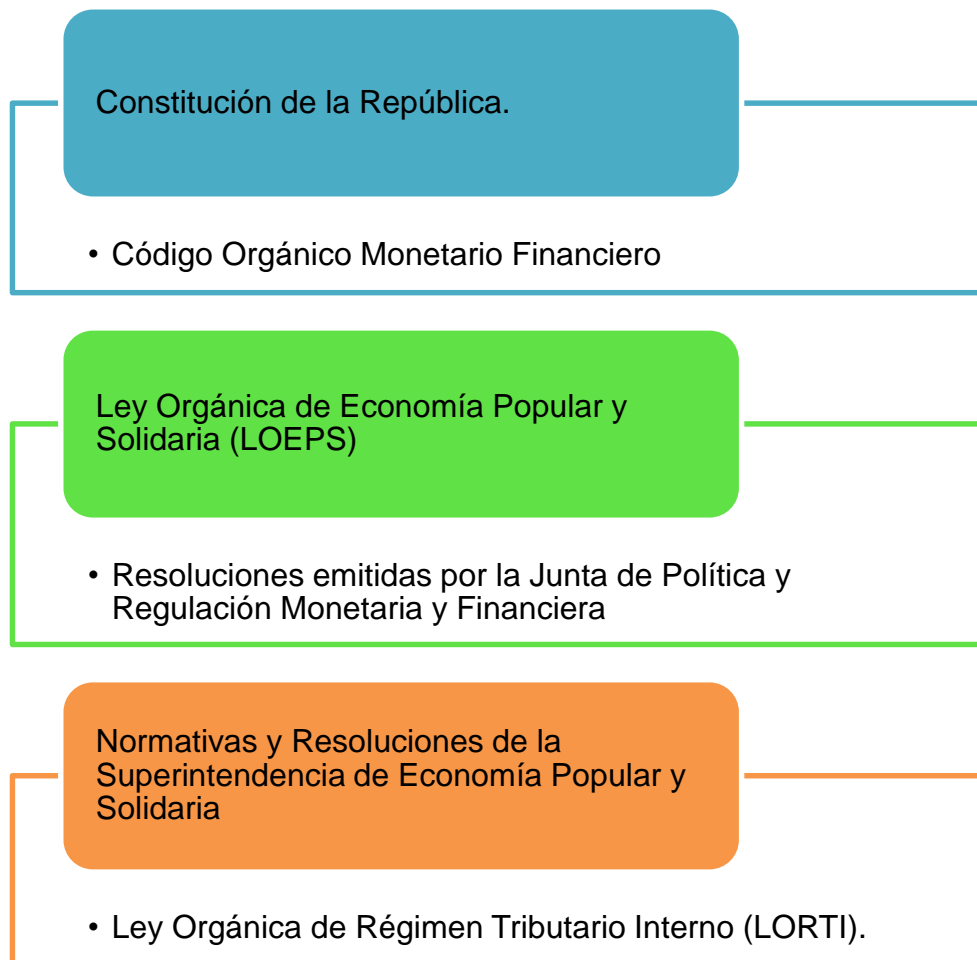 Constitución de la República.
• Código Orgánico Monetario Financiero
Ley Orgánica de Economía Popular y
Solidaria (LOEPS)
• Resoluciones emitidas por la Junta de Política y
Regulación Monetaria y Financiera
Normativas y Resoluciones de la
Superintendencia de Economía Popular y
Solidaria
• Ley Orgánica de Régimen Tributario Interno (LORTI).